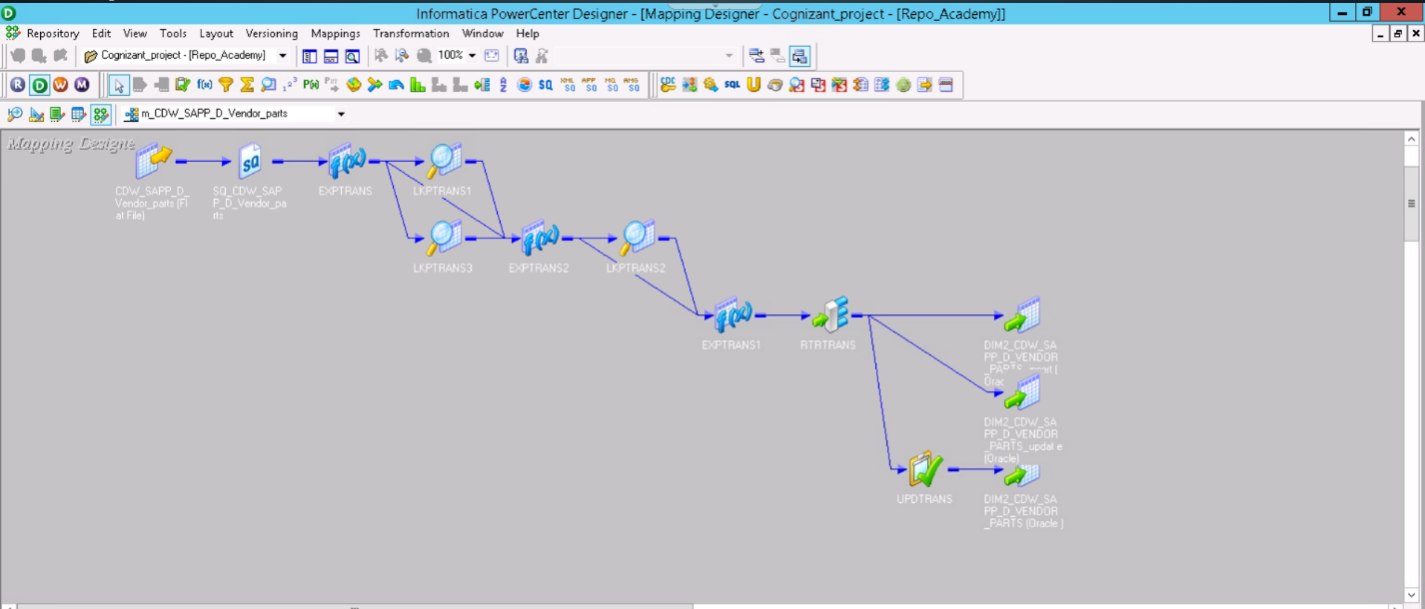 Informatica PowerCenter Designer - [Mapping Designer - Cognizant_project - [Repo_Academy]]
Repository Edit View Tools Layout Versioning Mappings Transformation Window Help
Cognizant_project - [Repo_Academy]
100%
m_CDW_SAPP_D_Vendor_parts
Mapping Designe
CDW_SAPP_D_
Vendor_parts (Fl
at File)
SQ_CDW_SAP
P_D_Vendor_pa
rts
EXPTRANS
LKPTRANS1
LKPTRANS3
EXPTRANS2
LKPTRANS2
EXPTRANS1
RTRTRANS
DIM2_CDW_SA
PP_D_VENDOR
DIM2_CDW_SA
PP_D_VENDOR
_PARTS_updat e
(Oracle)
UPDTRANS
DIM2_CDW_SA
PP_D_VENDOR
_PARTS (Oracle )